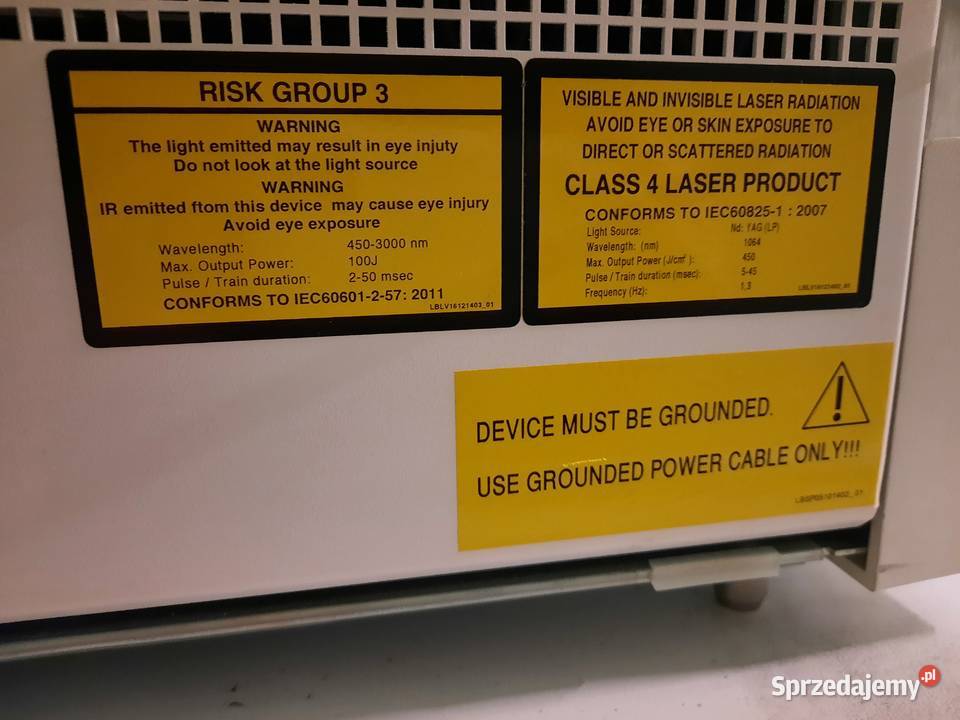 RISK GROUP 3
WARNING
The light emitted may result in eye injuty
Do not look at the light source
WARNING
IR emitted ftom this device may cause eye injury
Avoid eye exposure
Wavelength: 450-3000 nm
Max. Output Power: 100J
Pulse / Train duration: 2-50 msec
CONFORMS TO IEC60601-2-57: 2011
LBLV16121403_01
VISIBLE AND INVISIBLE LASER RADIATION
AVOID EYE OR SKIN EXPOSURE TO
DIRECT OR SCATTERED RADIATION
CLASS 4 LASER PRODUCT
CONFORMS TO IEC60825-1 : 2007
Light Source: Nd: YAG (LP)
Wavelength: (nm) 1064
Max. Output Power (J/cm²): 450
Pulse / Train duration (msec): 5-45
Frequency (Hz): 1,3
DEVICE MUST BE GROUNDED.
!
USE GROUNDED POWER CABLE ONLY!!!
Sprzedajemy.pl